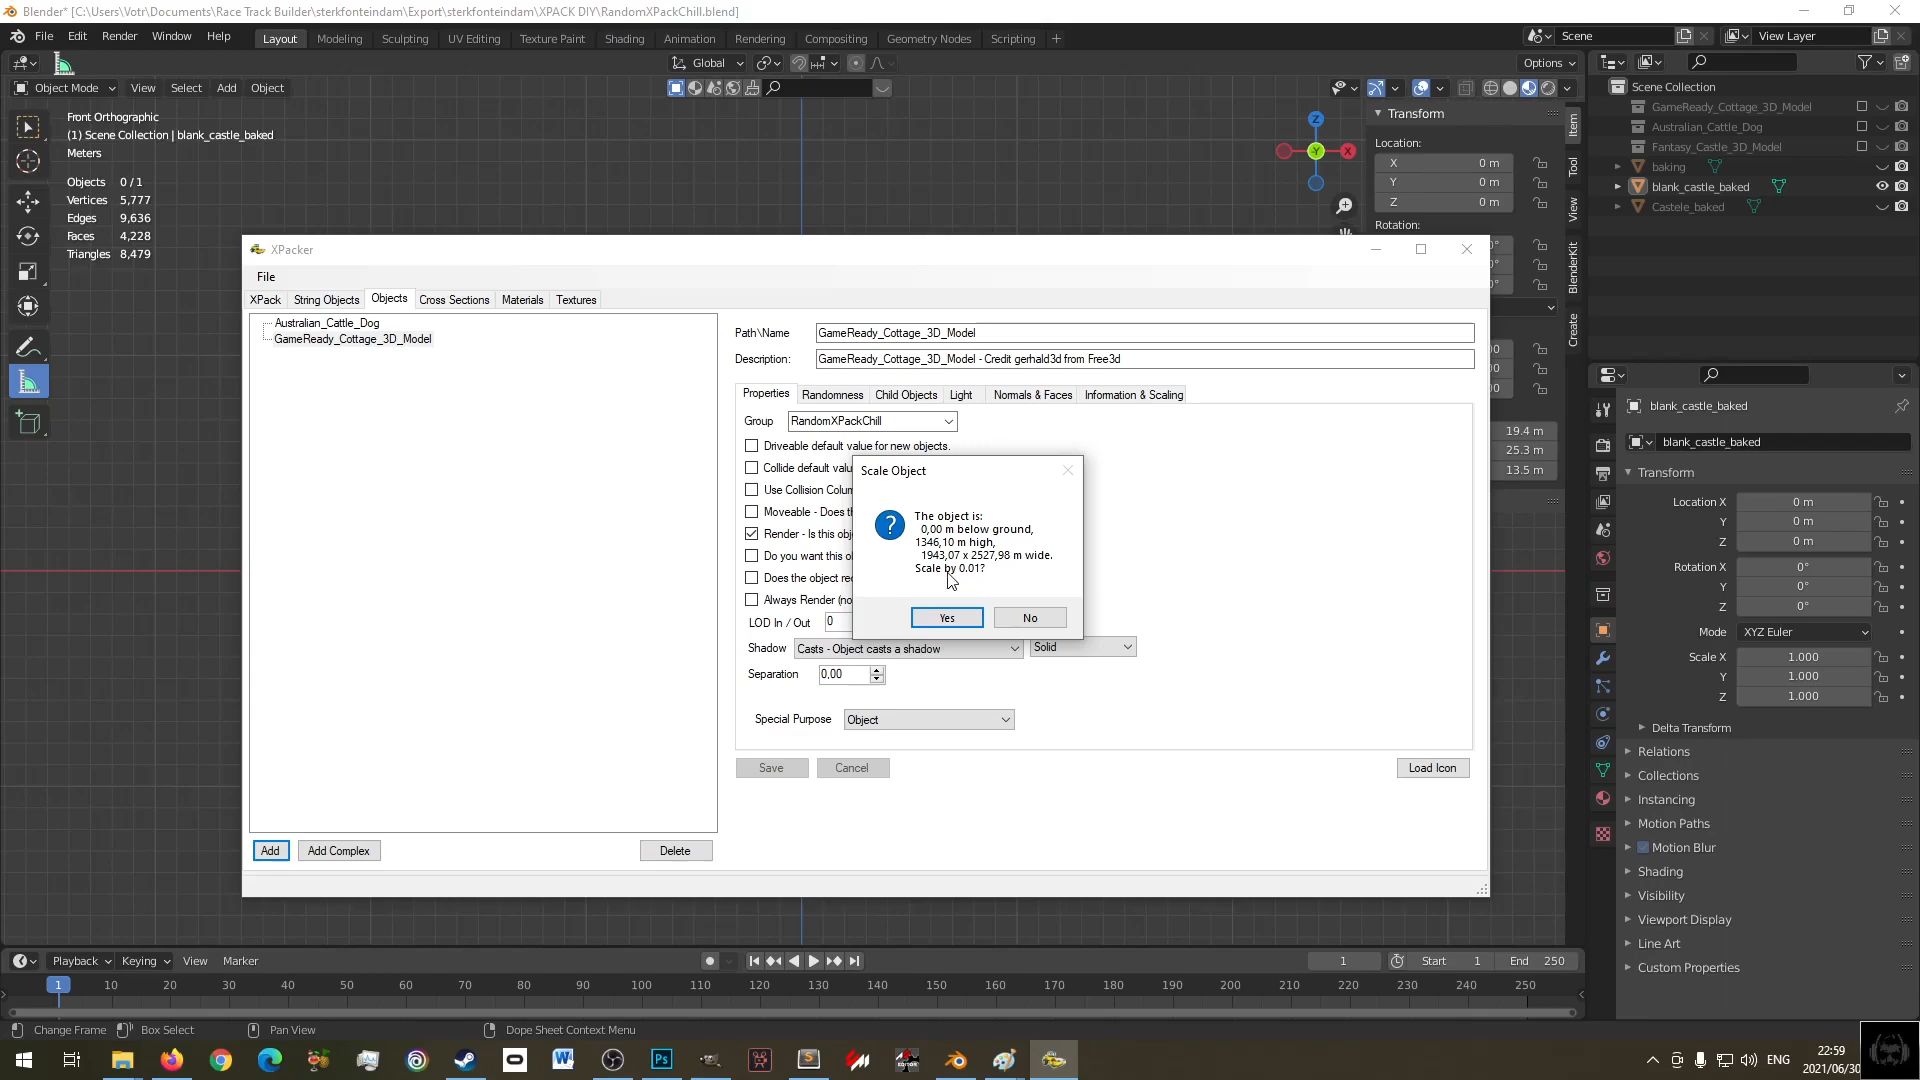 Blender* [C:\Users\Votr\Documents\Race Track Builder\sterkfonteindam\Export\sterkfonteindam\XPACK DIY\RandomXPackChill.blend]
File Edit Render Window Help Layout Modeling Sculpting UV Editing Texture Paint Shading Animation Rendering Compositing Geometry Nodes Scripting + Scene View Layer
Global Options
Object Mode View Select Add Object
Front Orthographic
(1) Scene Collection | blank_castle_baked
Meters
Objects 0 / 1
Vertices 5,777
Edges 9,636
Faces 4,228
Triangles 8,479
Z
-Y
X
Transform
Location:
X 0 m
Y 0 m
Z 0 m
Rotation:
0°
0°
0°
19.4 m
25.3 m
13.5 m
Item
Tool
View
BlenderKit
Create
Scene Collection
GameReady_Cottage_3D_Model
Australian_Cattle_Dog
Fantasy_Castle_3D_Model
baking
blank_castle_baked
Castele_baked
XPacker
File
XPack String Objects Objects Cross Sections Materials Textures
Australian_Cattle_Dog
GameReady_Cottage_3D_Model
Path\Name GameReady_Cottage_3D_Model
Description: GameReady_Cottage_3D_Model - Credit gerhald3d from Free3d
Properties Randomness Child Objects Light Normals & Faces Information & Scaling
Group RandomXPackChill
Driveable default value for new objects.
Collide default valu
Use Collision Colum
Moveable - Does th
Render - Is this obj
Do you want this ob
Does the object rec
Always Render (no
LOD In / Out 0
Shadow Casts - Object casts a shadow Solid
Separation 0,00
Special Purpose Object
Save Cancel Load Icon
Add Add Complex Delete
Scale Object
The object is:
0,00 m below ground,
1346,10 m high,
1943,07 x 2527,98 m wide.
Scale by 0.01?
Yes No
blank_castle_baked
blank_castle_baked
Transform
Location X 0 m
Y 0 m
Z 0 m
Rotation X 0°
Y 0°
Z 0°
Mode XYZ Euler
Scale X 1.000
Y 1.000
Z 1.000
Delta Transform
Relations
Collections
Instancing
Motion Paths
Motion Blur
Shading
Visibility
Viewport Display
Line Art
Custom Properties
Playback Keying View Marker 1 Start 1 End 250
1 10 20 30 40 50 60 70 80 90 100 110 120 130 140 150 160 170 180 190 200 210 220 230 240 250
Change Frame Box Select Pan View Dope Sheet Context Menu
W Ps S EDITOR ENG 22:59
2021/06/30